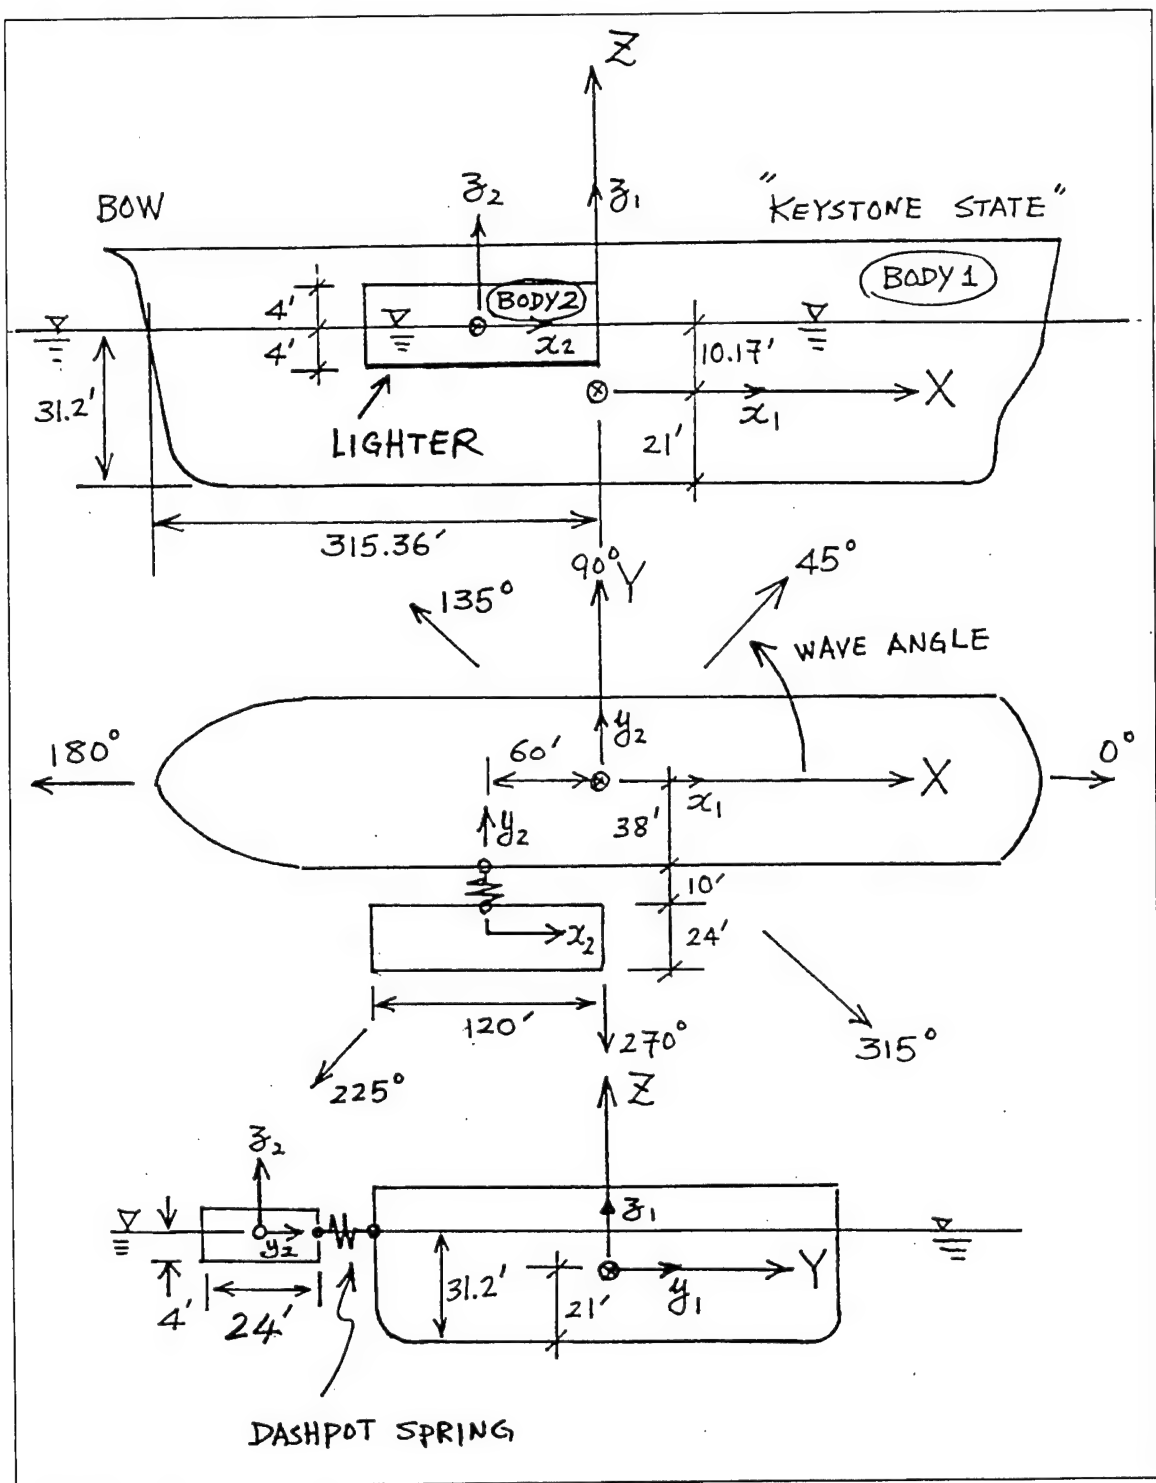 Z
BOW
z₂
z₁
"KEYSTONE STATE"
BODY 1
BODY 2
4'
4'
x₂
10.17'
31.2'
X
x₁
LIGHTER
21'
315.36'
90°
Y
45°
135°
WAVE ANGLE
y₂
180°
60'
0°
X
x₁
y₂
38'
10'
x₂
24'
120'
270°
315°
225°
Z
z₂
z₁
y₂
Y
y₁
31.2'
21'
4'
24'
DASHPOT SPRING